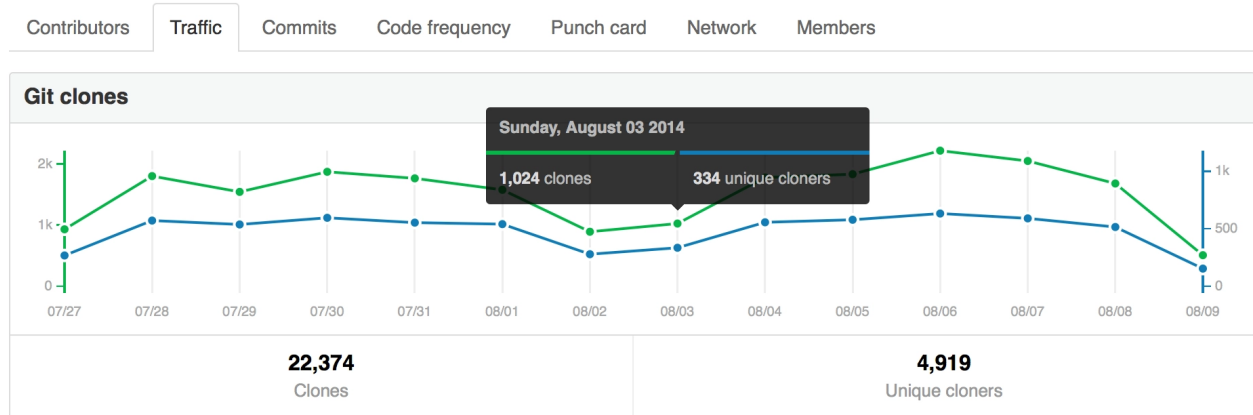 Contributors Traffic Commits Code frequency Punch card Network Members
Git clones
Sunday, August 03 2014
1,024 clones 334 unique cloners
2k 1k
1k 500
0 0
07/27 07/28 07/29 07/30 07/31 08/01 08/02 08/03 08/04 08/05 08/06 08/07 08/08 08/09
22,374 4,919
Clones Unique cloners